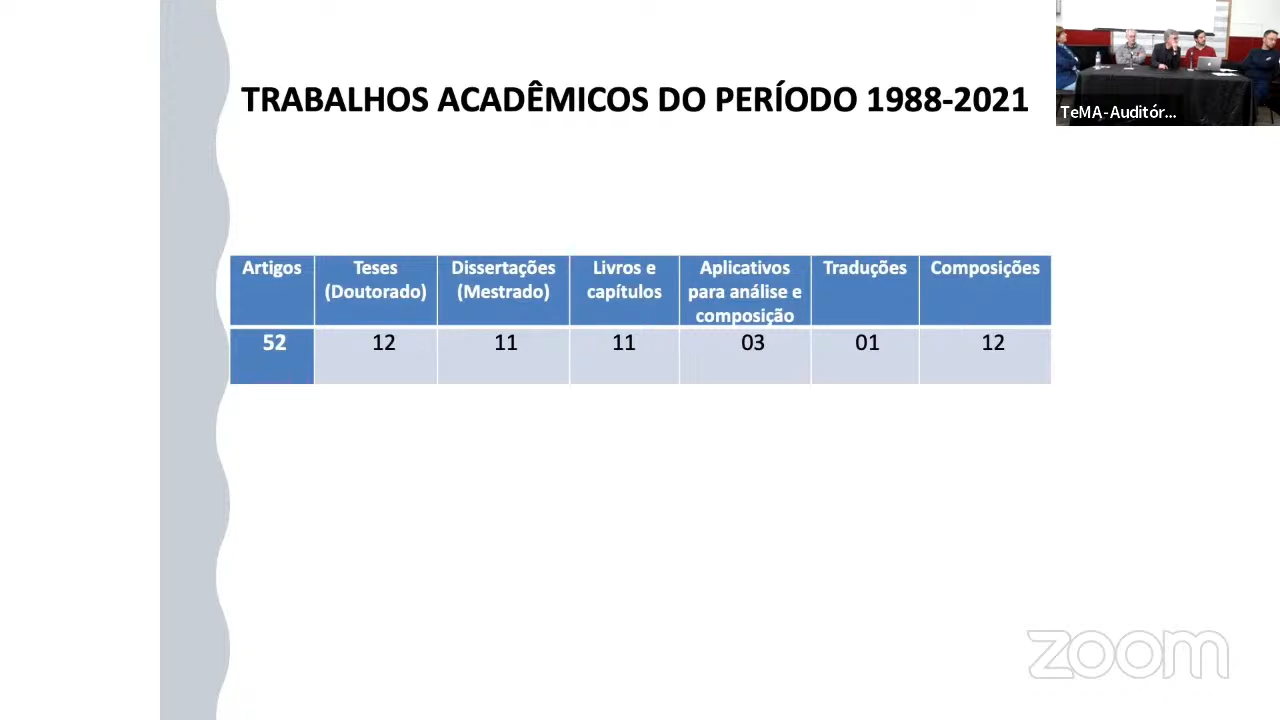 TRABALHOS ACADÊMICOS DO PERÍODO 1988-2021
TeMA-Auditór...
Artigos
Teses
(Doutorado)
Dissertações
(Mestrado)
Livros e
capítulos
Aplicativos
para análise e
composição
Traduções
Composições
52
12
11
11
03
01
12
zoom